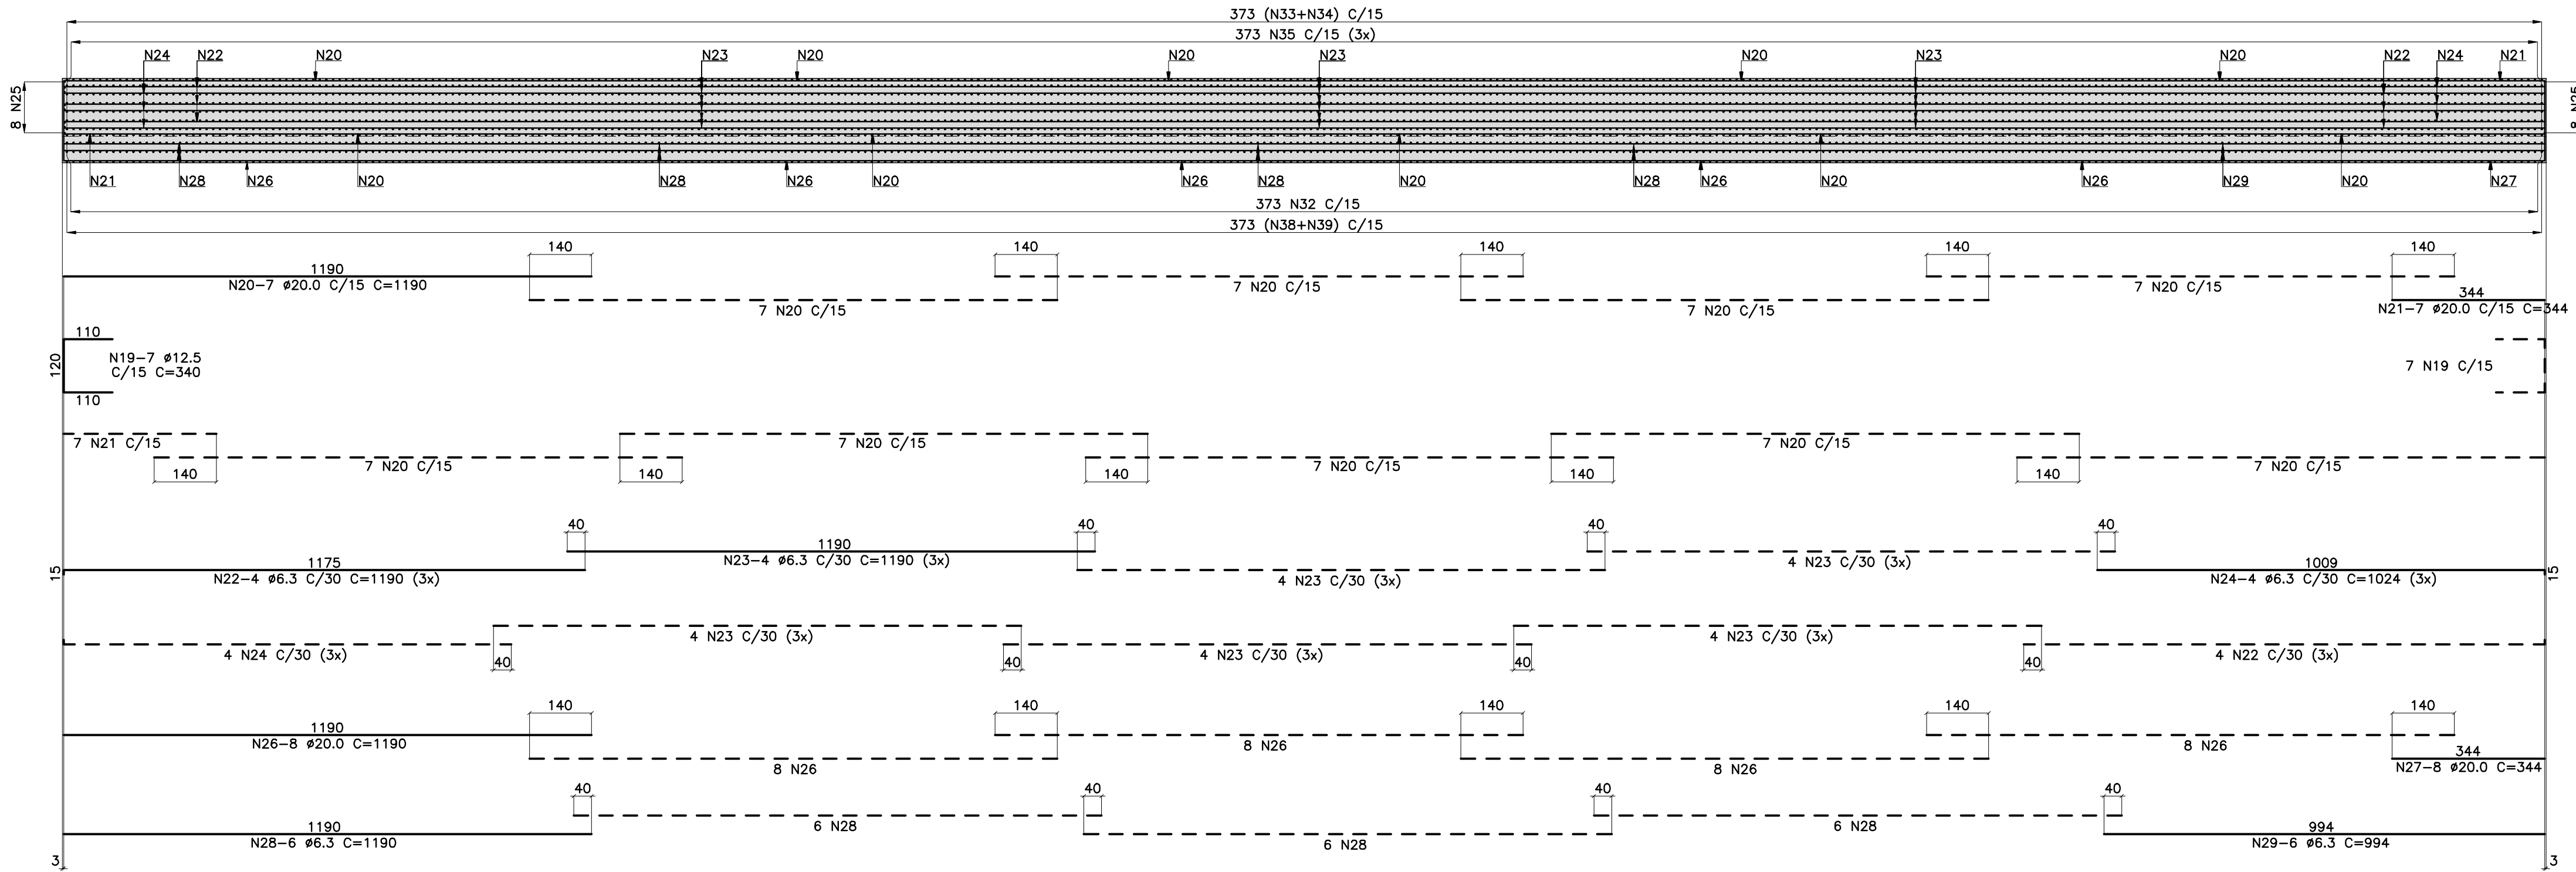 373 (N33+N34) C/15
373 N35 C/15 (3x)
N24 N22 N20 N23 N20 N20 N23 N20 N23 N20 N22 N24 N21
8 N25
8 N25
N21 N28 N26 N20 N28 N26 N20 N26 N28 N20 N28 N26 N20 N26 N29 N20 N27
373 N32 C/15
373 (N38+N39) C/15
140 140 140 140 140
1190
N20-7 ø20.0 C/15 C=1190
7 N20 C/15
7 N20 C/15
7 N20 C/15
7 N20 C/15
344
N21-7 ø20.0 C/15 C=344
110
120
N19-7 ø12.5
C/15 C=340
110
7 N19 C/15
7 N21 C/15
7 N20 C/15
7 N20 C/15
7 N20 C/15
7 N20 C/15
7 N20 C/15
140 140 140 140 140
40 40 40 40
15
1175
N22-4 ø6.3 C/30 C=1190 (3x)
1190
N23-4 ø6.3 C/30 C=1190 (3x)
4 N23 C/30 (3x)
4 N23 C/30 (3x)
1009
N24-4 ø6.3 C/30 C=1024 (3x)
15
4 N24 C/30 (3x)
4 N23 C/30 (3x)
4 N23 C/30 (3x)
4 N23 C/30 (3x)
4 N22 C/30 (3x)
40 40 40 40
140 140 140 140 140
1190
N26-8 ø20.0 C=1190
8 N26
8 N26
8 N26
8 N26
344
N27-8 ø20.0 C=344
40 40 40 40
1190
N28-6 ø6.3 C=1190
6 N28
6 N28
6 N28
994
N29-6 ø6.3 C=994
3
3